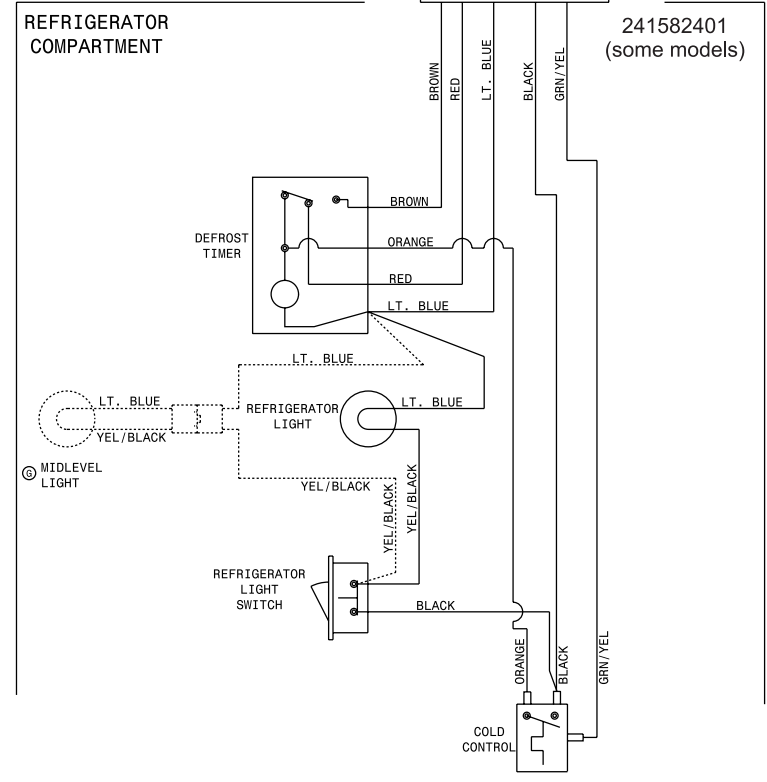 REFRIGERATOR
COMPARTMENT
241582401
(some models)
BROWN
RED
LT. BLUE
BLACK
GRN/YEL
BROWN
DEFROST
TIMER
ORANGE
RED
LT. BLUE
LT. BLUE
LT. BLUE
REFRIGERATOR
LIGHT
LT. BLUE
YEL/BLACK
G MIDLEVEL
LIGHT
YEL/BLACK
YEL/BLACK
YEL/BLACK
REFRIGERATOR
LIGHT
SWITCH
BLACK
ORANGE
BLACK
GRN/YEL
COLD
CONTROL